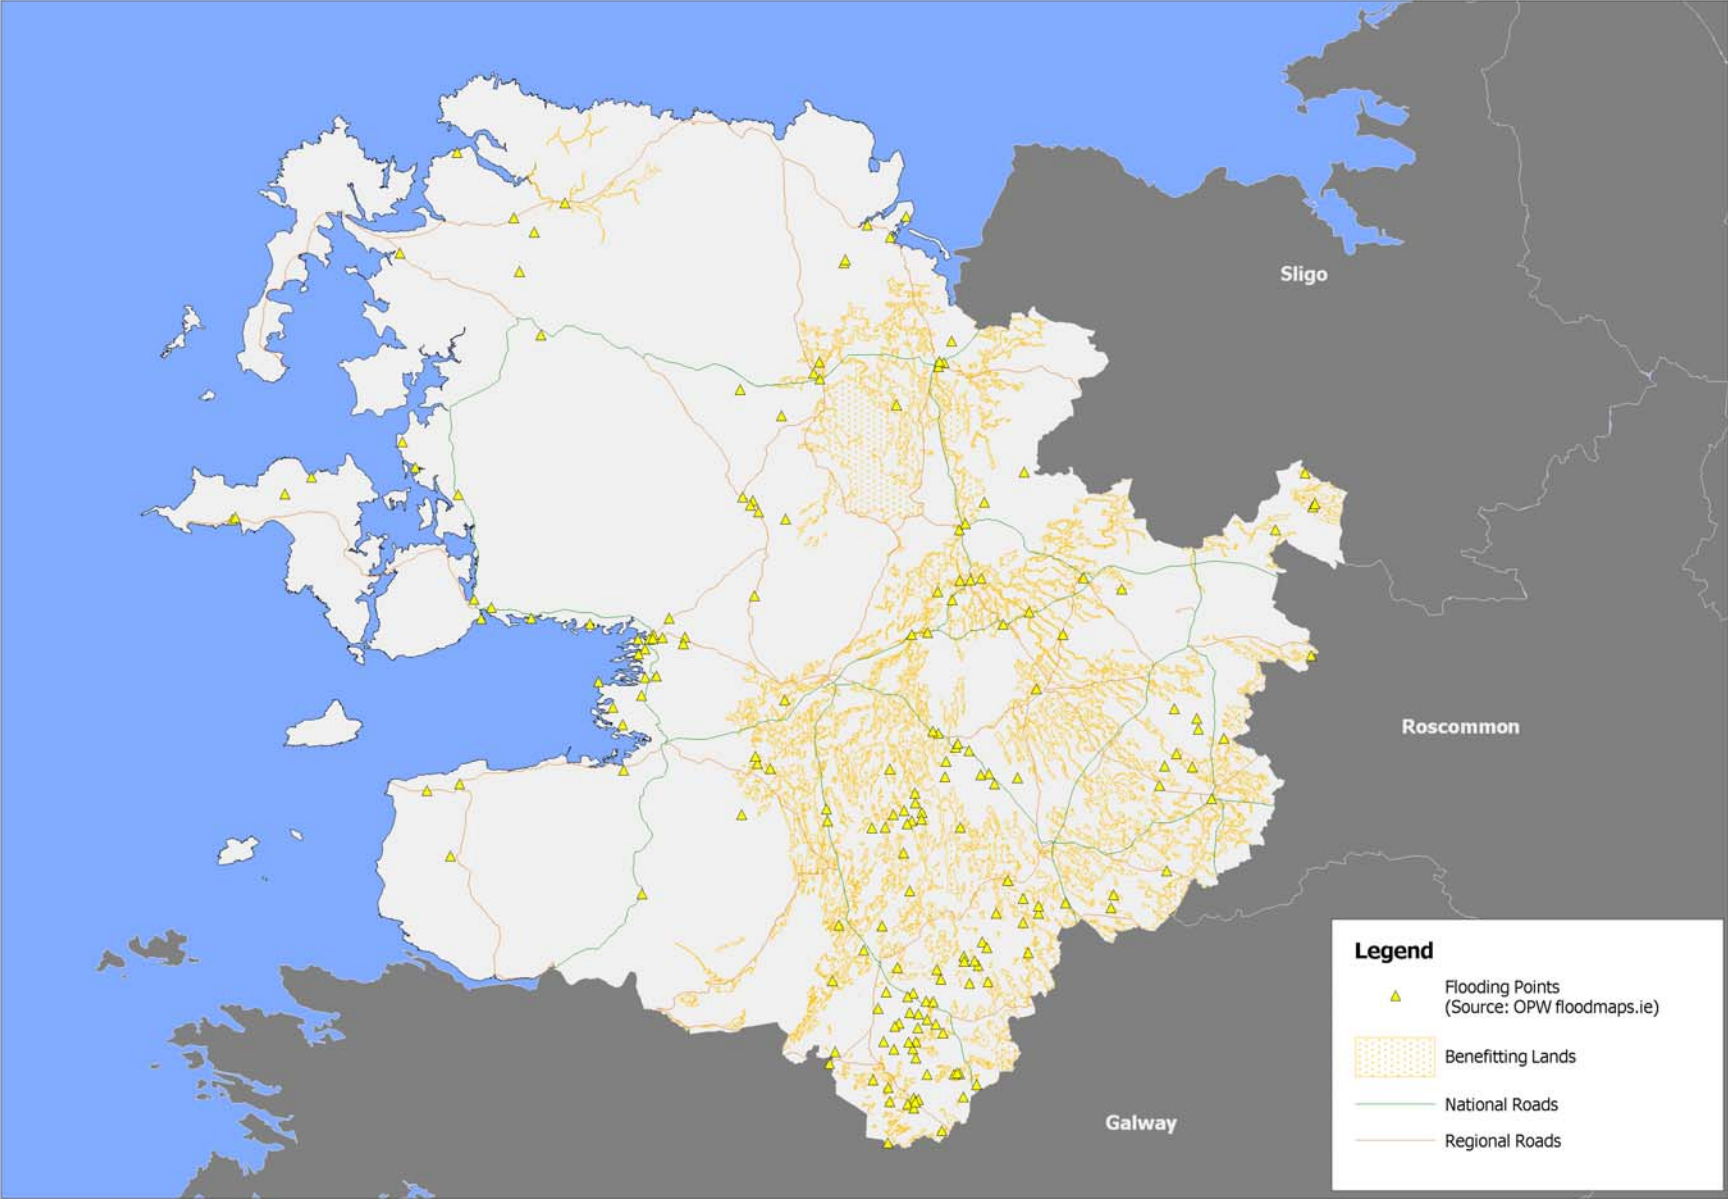 Sligo
Roscommon
Galway
Legend
Flooding Points
(Source: OPW floodmaps.ie)
Benefitting Lands
National Roads
Regional Roads